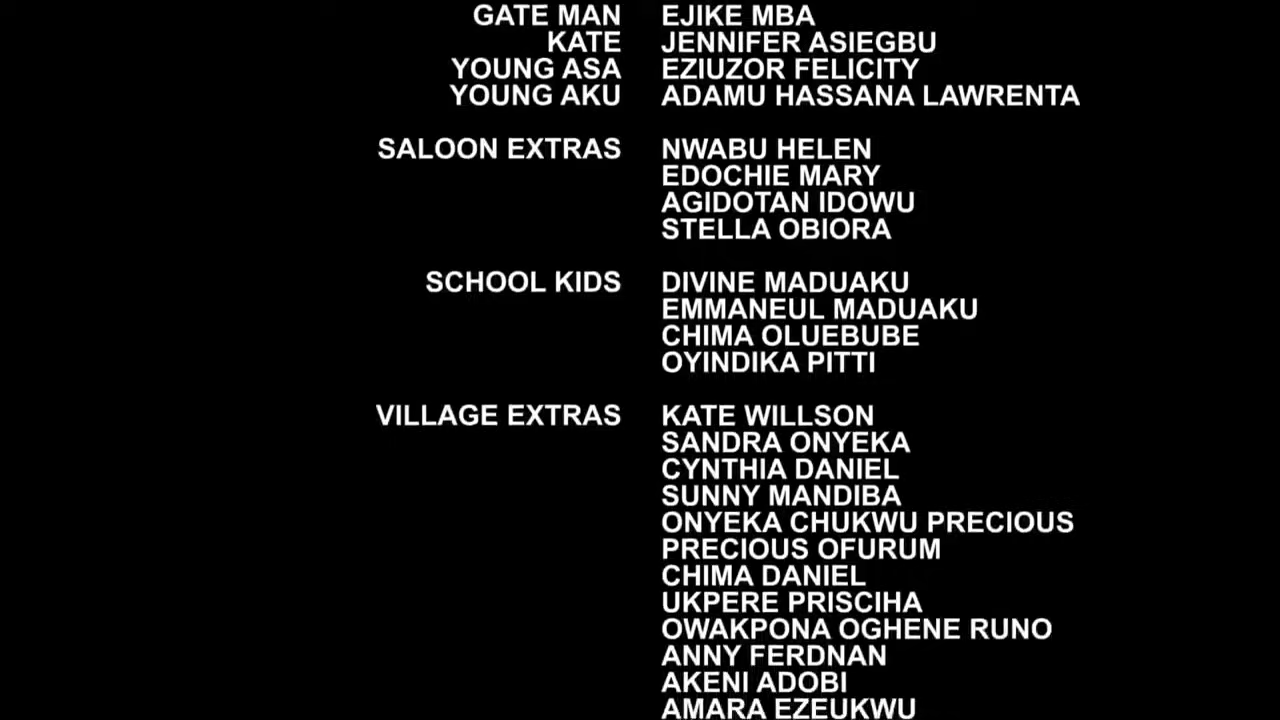 GATE MAN EJIKE MBA
KATE JENNIFER ASIEGBU
YOUNG ASA EZIUZOR FELICITY
YOUNG AKU ADAMU HASSANA LAWRENTA
SALOON EXTRAS NWABU HELEN
EDOCHIE MARY
AGIDOTAN IDOWU
STELLA OBIORA
SCHOOL KIDS DIVINE MADUAKU
EMMANEUL MADUAKU
CHIMA OLUEBUBE
OYINDIKA PITTI
VILLAGE EXTRAS KATE WILLSON
SANDRA ONYEKA
CYNTHIA DANIEL
SUNNY MANDIBA
ONYEKA CHUKWU PRECIOUS
PRECIOUS OFURUM
CHIMA DANIEL
UKPERE PRISCIHA
OWAKPONA OGHENE RUNO
ANNY FERDNAN
AKENI ADOBI
AMARA EZEUKWU